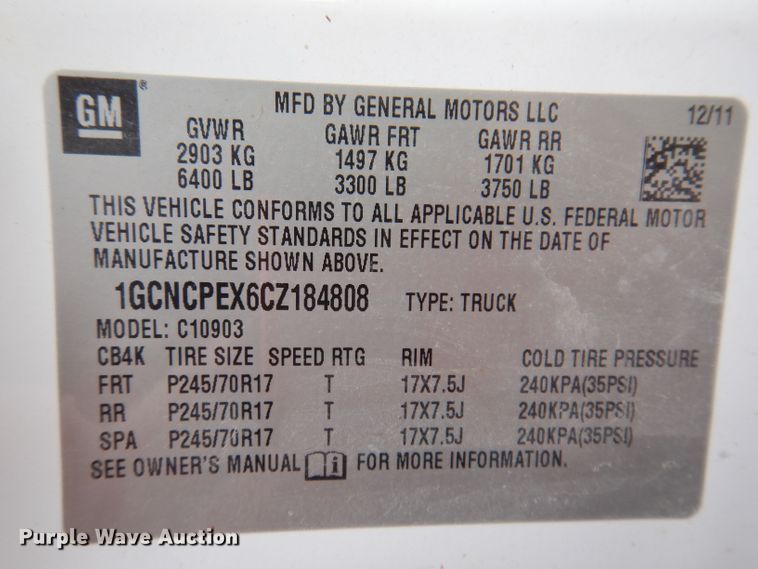 GM ®
MFD BY GENERAL MOTORS LLC 12/11
GVWR GAWR FRT GAWR RR
2903 KG 1497 KG 1701 KG
6400 LB 3300 LB 3750 LB
THIS VEHICLE CONFORMS TO ALL APPLICABLE U.S. FEDERAL MOTOR
VEHICLE SAFETY STANDARDS IN EFFECT ON THE DATE OF
MANUFACTURE SHOWN ABOVE.
1GCNCPEX6CZ184808 TYPE: TRUCK
MODEL: C10903
CB4K TIRE SIZE SPEED RTG RIM COLD TIRE PRESSURE
FRT P245/70R17 T 17X7.5J 240KPA(35PSI)
RR P245/70R17 T 17X7.5J 240KPA(35PSI)
SPA P245/70R17 T 17X7.5J 240KPA(35PSI)
SEE OWNER'S MANUAL i FOR MORE INFORMATION.
Purple Wave Auction